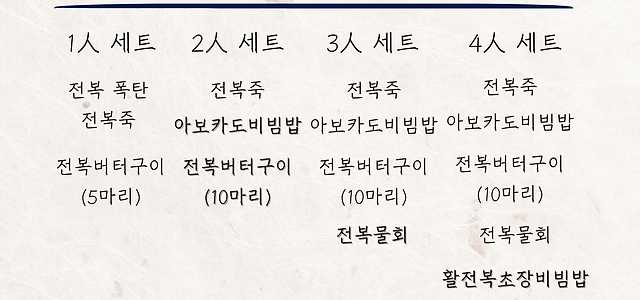 1人 세트 2人 세트 3人 세트 4人 세트
전복 폭탄 전복죽 전복죽 전복죽
전복죽 아보카도비빔밥 아보카도비빔밥 아보카도비빔밥
전복버터구이 전복버터구이 전복버터구이 전복버터구이
(5마리) (10마리) (10마리) (10마리)
전복물회 전복물회
활전복초장비빔밥